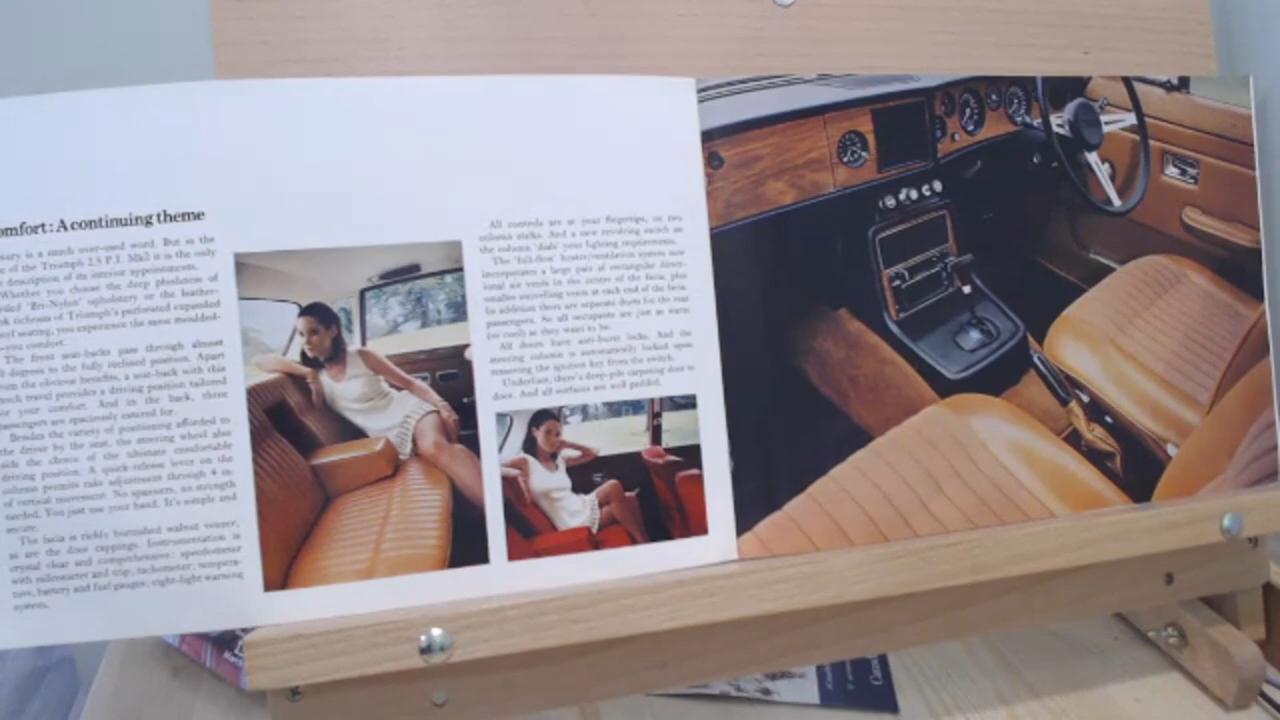 omfort: A continuing theme
ury is a much over-used word. But in the
of the Triumph 2.5 P.I. Mk2 it is the only
description of its interior appointments.
Whether you choose the deep plushness of
'Bri-Nylon' upholstery or the leather-
richness of Triumph's perforated expanded
seating, you experience the same moulded-
you comfort.
The front seat-backs pass through almost
degrees to the fully reclined position. Apart
the obvious benefits, a seat-back with this
much travel provides a driving position tailored
for your comfort. And in the back, three
passengers are spaciously catered for.
Besides the variety of positioning afforded to
the driver by the seat, the steering wheel also
the choice of the ultimate comfortable
driving position. A quick-release lever on the
column permits rake adjustment through 4 in.
of vertical movement. No spanners, no strength
needed. You just use your hand. It's simple and
secure.
The facia is richly burnished walnut veneer,
as are the door cappings. Instrumentation is
crystal clear and comprehensive: speedometer
with mileometer and trip; tachometer; tempera-
ture, battery and fuel gauges; eight-light warning
system.
All controls are at your fingertips, on two
column stalks. And a new revolving switch on
the column 'dials' your lighting requirements.
The 'full-flow' heater/ventilation system now
incorporates a large pair of rectangular direc-
ional air vents in the centre of the facia, plus
smaller swivelling vents at each end of the facia.
In addition there are separate ducts for the rear
passengers. So all occupants are just as warm
(or cool) as they want to be.
All doors have anti-burst locks. And the
steering column is automatically locked upon
removing the ignition key from the switch.
Underfoot, there's deep-pile carpeting door to
door. And all surfaces are well padded.